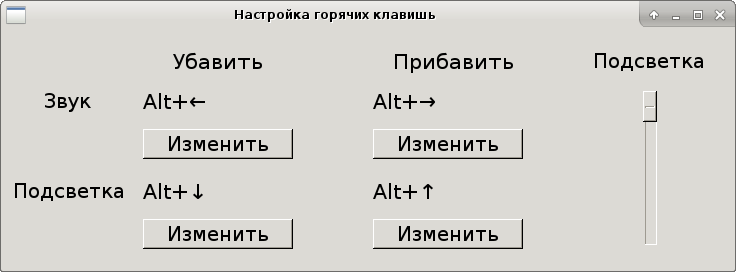 Настройка горячих клавишь
Убавить Прибавить Подсветка
Звук Alt+← Alt+→
Изменить Изменить
Подсветка Alt+↓ Alt+↑
Изменить Изменить